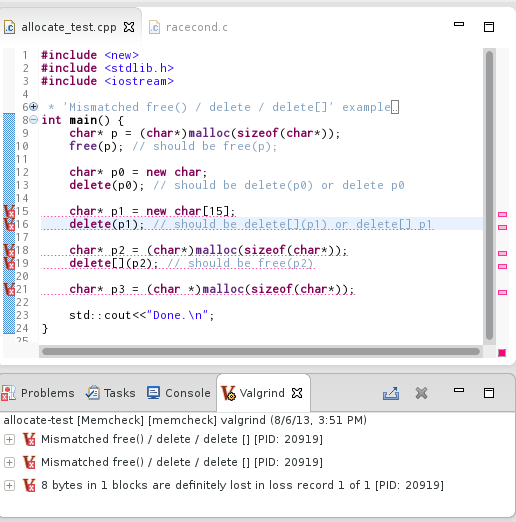 allocate_test.cpp
racecond.c
1 #include <new>
2 #include <stdlib.h>
3 #include <iostream>
4
6 * 'Mismatched free() / delete / delete[]' example..
8 int main() {
9 char* p = (char*)malloc(sizeof(char*));
10 free(p); // should be free(p);
11
12 char* p0 = new char;
13 delete(p0); // should be delete(p0) or delete p0
14
15 char* p1 = new char[15];
16 delete(p1); // should be delete[](p1) or delete[] p1
17
18 char* p2 = (char*)malloc(sizeof(char*));
19 delete[](p2); // should be free(p2)
20
21 char* p3 = (char *)malloc(sizeof(char*));
22
23 std::cout<<"Done.\n";
24 }
25
Problems Tasks Console Valgrind
allocate-test [Memcheck] [memcheck] valgrind (8/6/13, 3:51 PM)
Mismatched free() / delete / delete [] [PID: 20919]
Mismatched free() / delete / delete [] [PID: 20919]
8 bytes in 1 blocks are definitely lost in loss record 1 of 1 [PID: 20919]